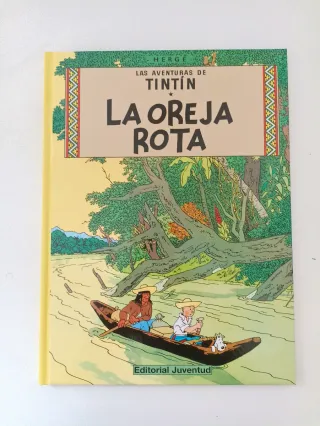 HERGÉ
LAS AVENTURAS DE
TINTÍN
LA OREJA
ROTA
Editorial Juventud